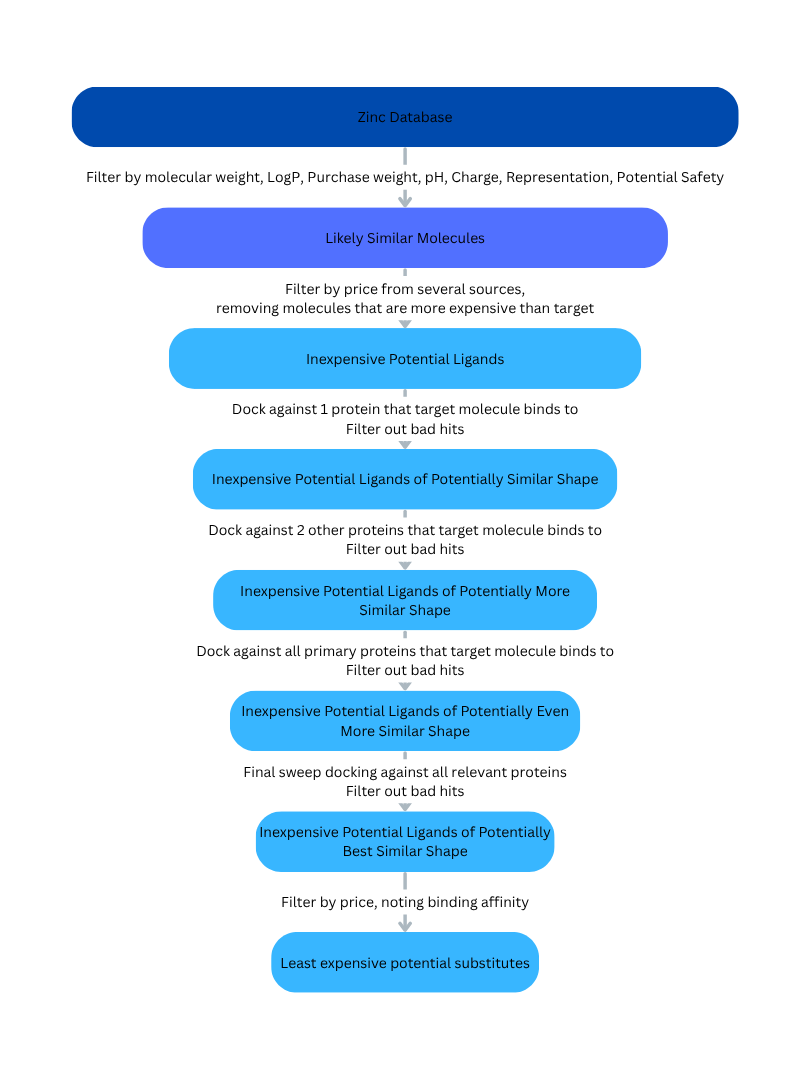 Zinc Database
Filter by molecular weight, LogP, Purchase weight, pH, Charge, Representation, Potential Safety
Likely Similar Molecules
Filter by price from several sources,
removing molecules that are more expensive than target
Inexpensive Potential Ligands
Dock against 1 protein that target molecule binds to
Filter out bad hits
Inexpensive Potential Ligands of Potentially Similar Shape
Dock against 2 other proteins that target molecule binds to
Filter out bad hits
Inexpensive Potential Ligands of Potentially More
Similar Shape
Dock against all primary proteins that target molecule binds to
Filter out bad hits
Inexpensive Potential Ligands of Potentially Even
More Similar Shape
Final sweep docking against all relevant proteins
Filter out bad hits
Inexpensive Potential Ligands of Potentially
Best Similar Shape
Filter by price, noting binding affinity
Least expensive potential substitutes